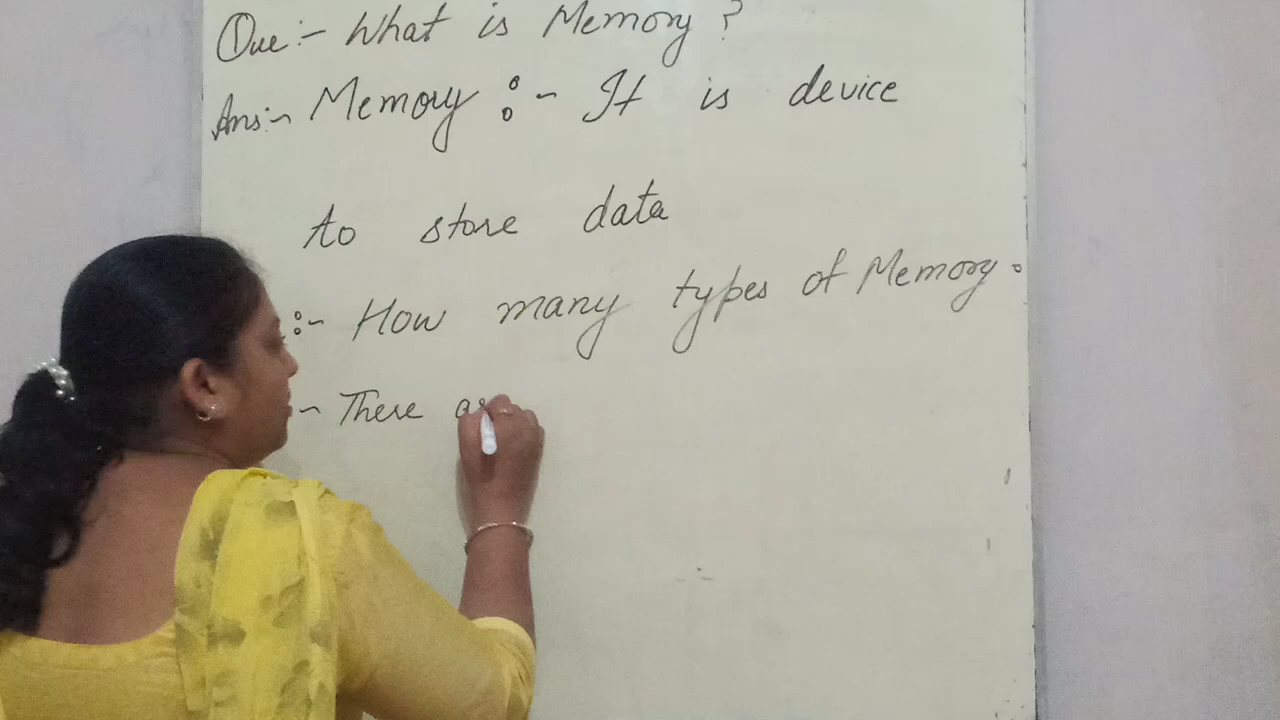 Que:- What is Memory?
Ans:- Memory :- It is device
to store data
:- How many types of Memory.
- There